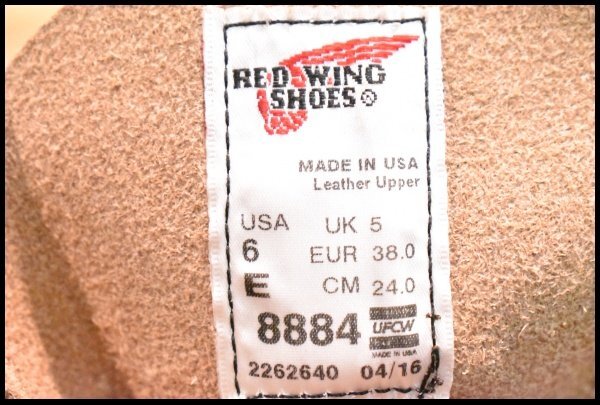 RED WING
SHOES®
MADE IN USA
Leather Upper
USA UK 5
6 EUR 38.0
E CM 24.0
8884 UFCW
MADE IN USA
2262640 04/16